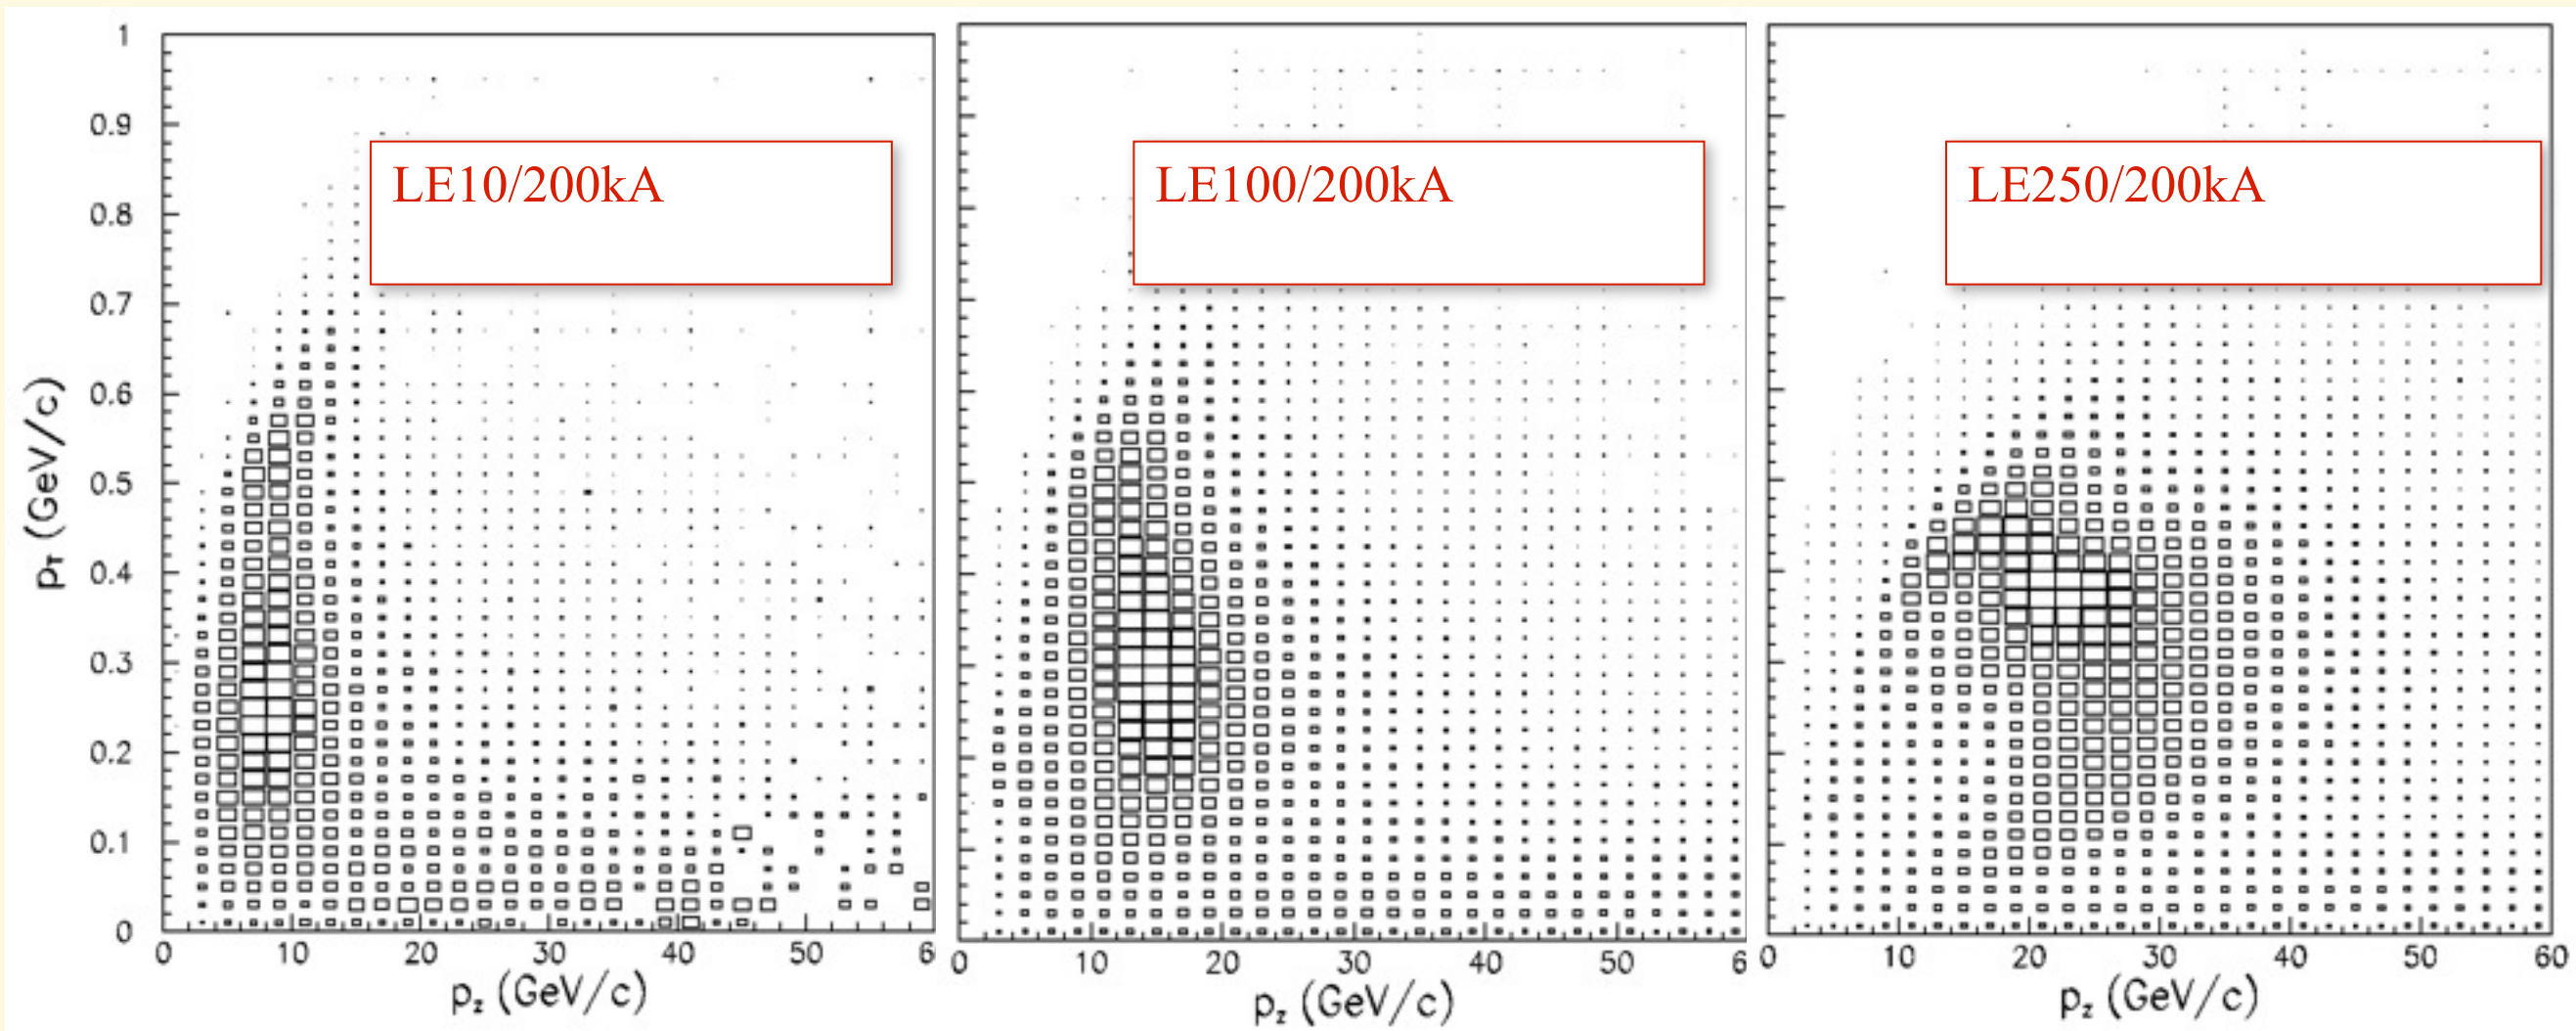 LE10/200kA
LE100/200kA
LE250/200kA
pT (GeV/c)
1
0.9
0.8
0.7
0.6
0.5
0.4
0.3
0.2
0.1
0
0 10 20 30 40 50 6
0 10 20 30 40 50 6
0 10 20 30 40 50 60
pz (GeV/c)
pz (GeV/c)
pz (GeV/c)